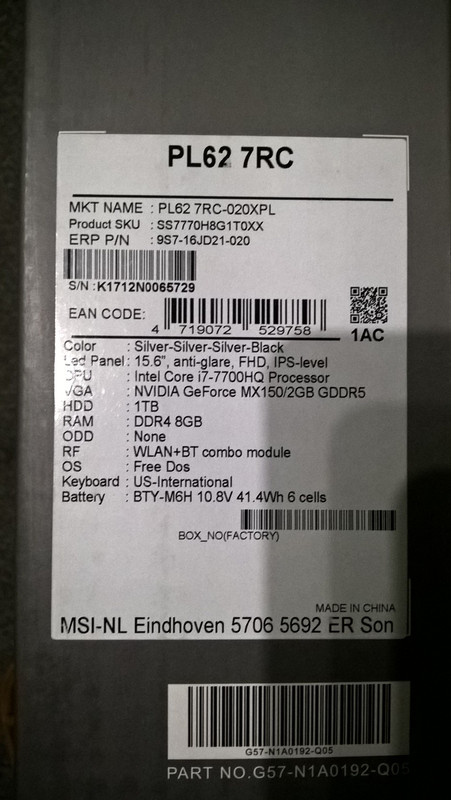 PL62 7RC
MKT NAME : PL62 7RC-020XPL
Product SKU : SS7770H8G1T0XX
ERP P/N : 9S7-16JD21-020
S/N : K1712N0065729
EAN CODE: 4 719072 529758
1AC
Color : Silver-Silver-Silver-Black
Led Panel : 15.6", anti-glare, FHD, IPS-level
CPU : Intel Core i7-7700HQ Processor
VGA : NVIDIA GeForce MX150/2GB GDDR5
HDD : 1TB
RAM : DDR4 8GB
ODD : None
RF : WLAN+BT combo module
OS : Free Dos
Keyboard : US-International
Battery : BTY-M6H 10.8V 41.4Wh 6 cells
BOX_NO(FACTORY)
MADE IN CHINA
MSI-NL Eindhoven 5706 5692 ER Son
G57-N1A0192-Q05
PART NO.G57-N1A0192-Q05